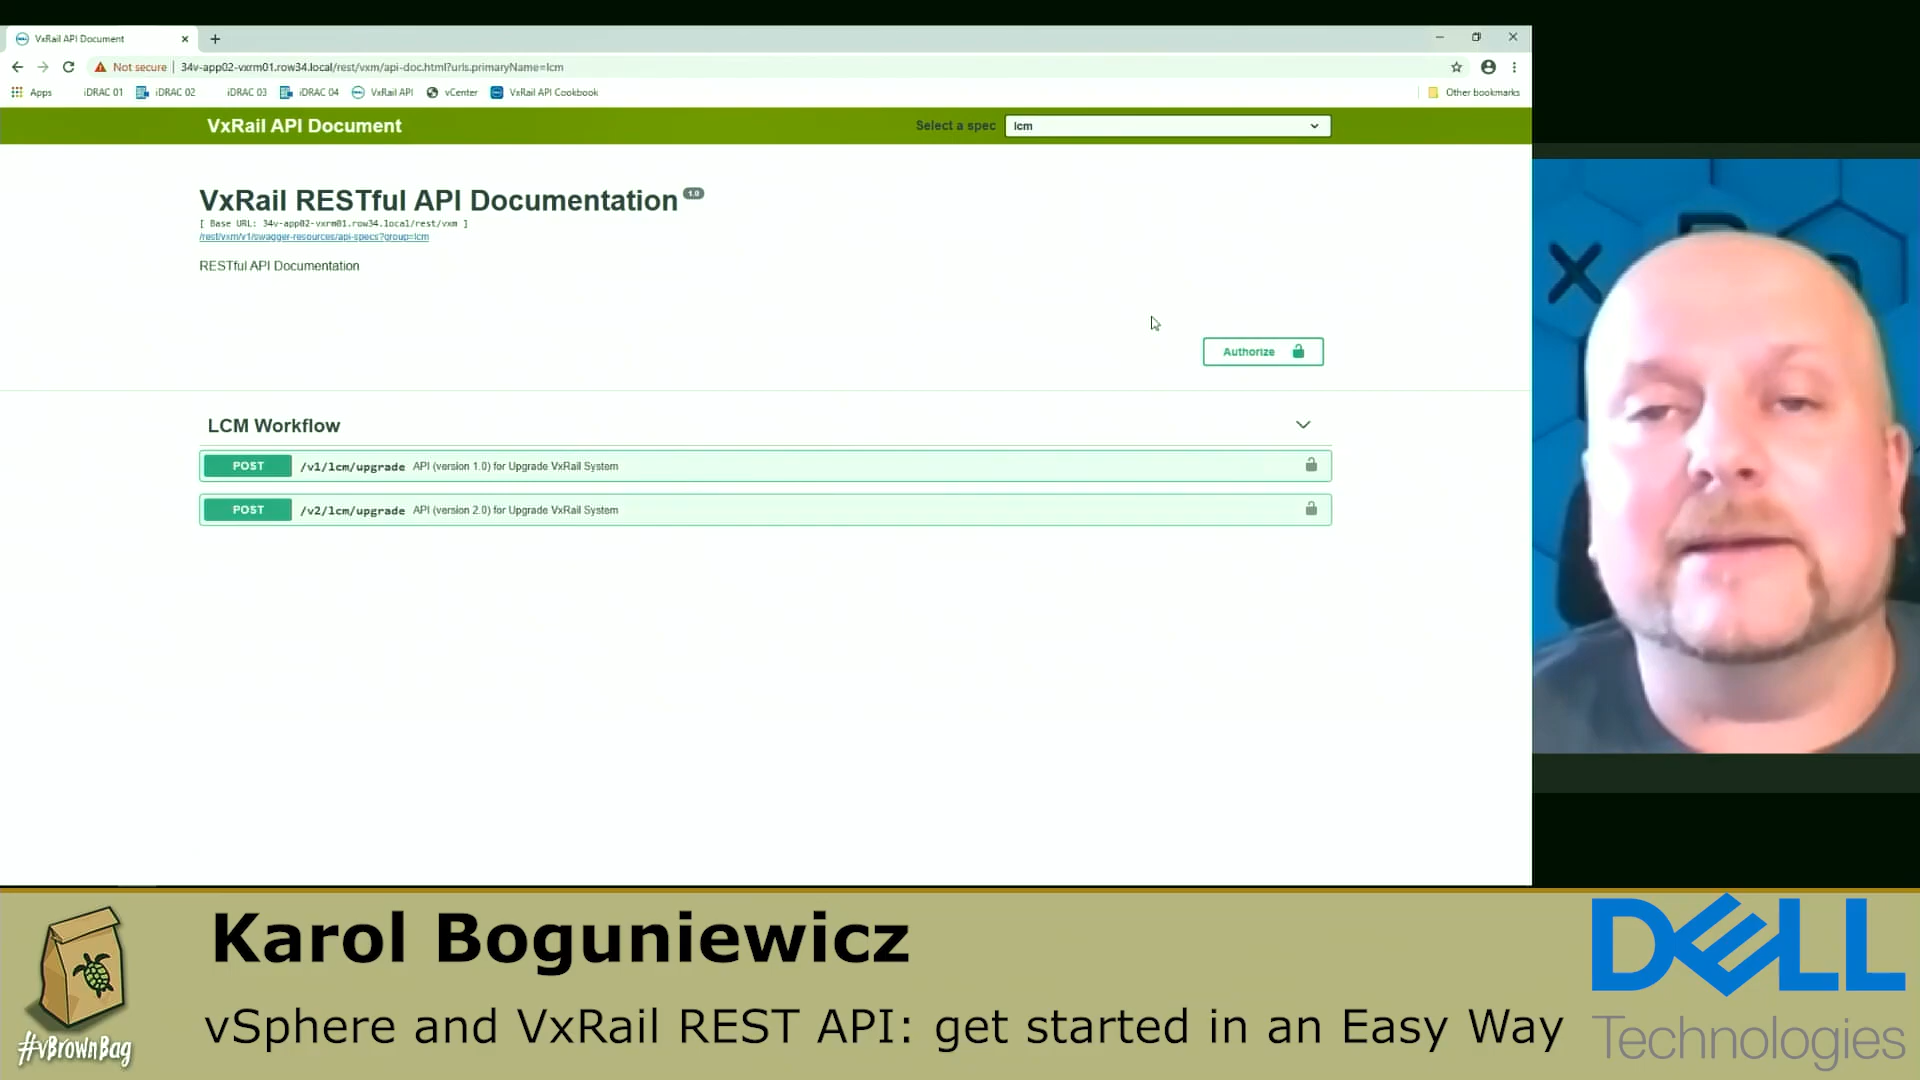 VxRail API Document
Not secure | 34v-app02-vxrm01.row34.local/rest/vxm/api-doc.html?urls.primaryName=lcm
Apps iDRAC 01 iDRAC 02 iDRAC 03 iDRAC 04 VxRail API vCenter VxRail API Cookbook Other bookmarks
VxRail API Document Select a spec lcm
VxRail RESTful API Documentation 1.0
[ Base URL: 34v-app02-vxrm01.row34.local/rest/vxm ]
/rest/vxm/v1/swagger-resources/api-specs?group=lcm
RESTful API Documentation
Authorize
LCM Workflow
POST /v1/lcm/upgrade API (version 1.0) for Upgrade VxRail System
POST /v2/lcm/upgrade API (version 2.0) for Upgrade VxRail System
Karol Boguniewicz
vSphere and VxRail REST API: get started in an Easy Way
#vBrownBag
DELL
Technologies